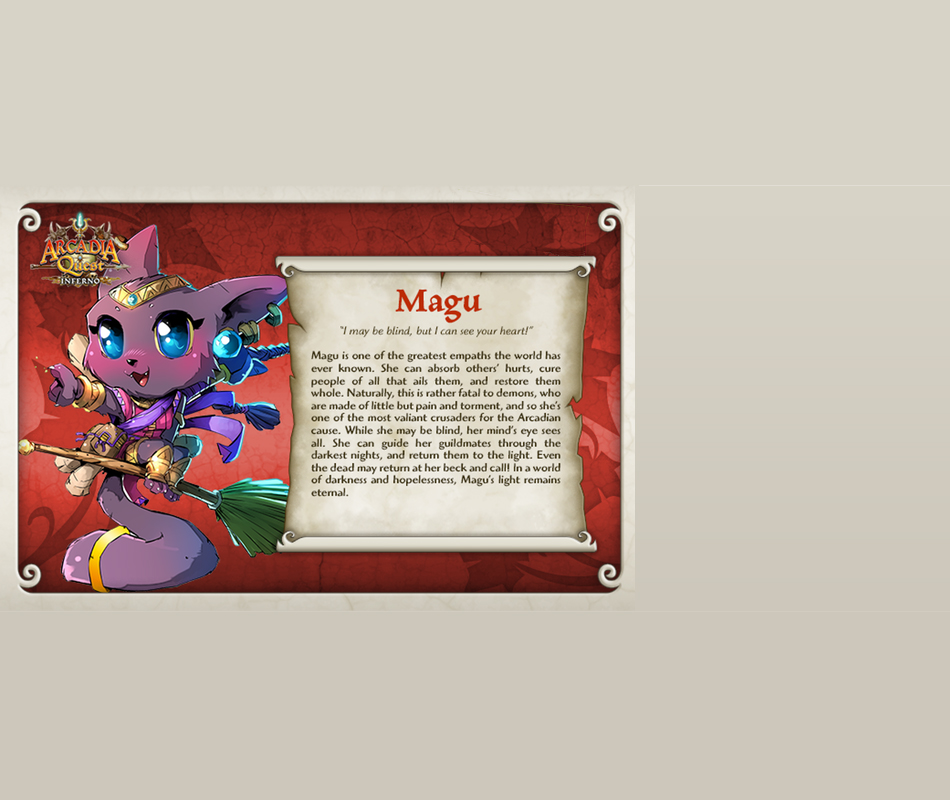 ARCADIA
Quest
INFERNO
Magu
"I may be blind, but I can see your heart!"
Magu is one of the greatest empaths the world has
ever known. She can absorb others' hurts, cure
people of all that ails them, and restore them
whole. Naturally, this is rather fatal to demons, who
are made of little but pain and torment, and so she's
one of the most valiant crusaders for the Arcadian
cause. While she may be blind, her mind's eye sees
all. She can guide her guildmates through the
darkest nights, and return them to the light. Even
the dead may return at her beck and call! In a world
of darkness and hopelessness, Magu's light remains
eternal.